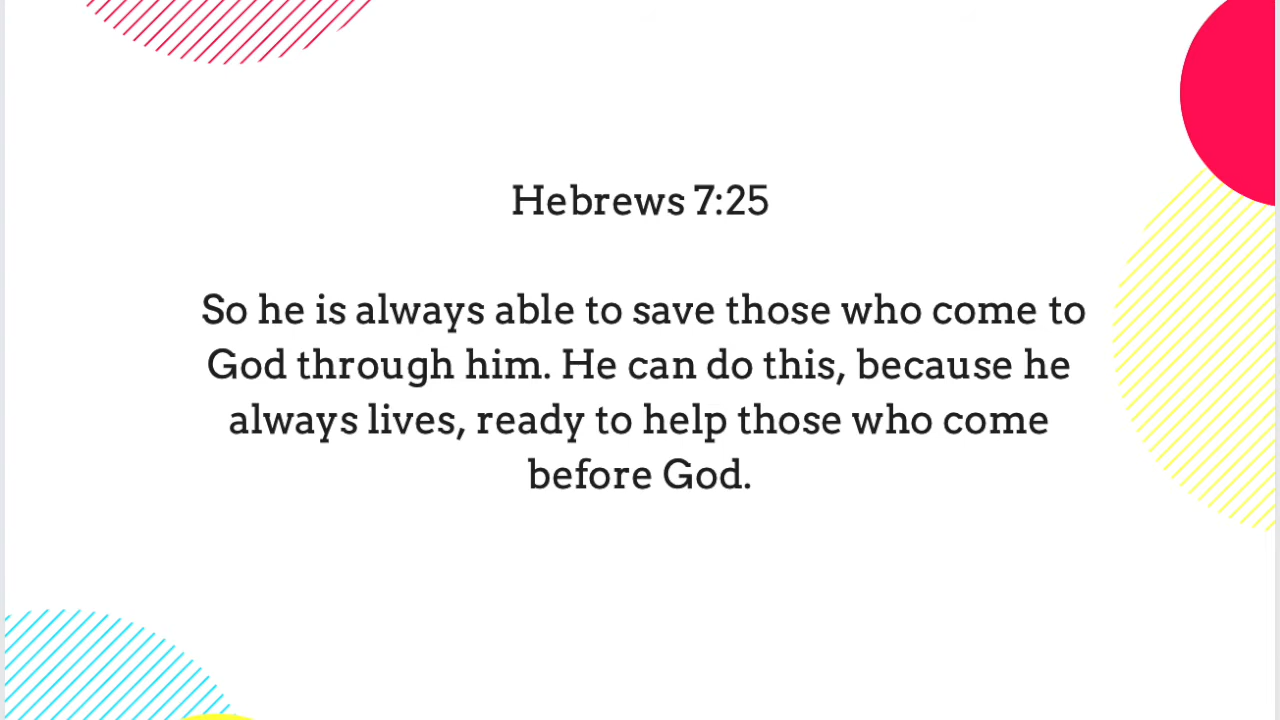 Hebrews 7:25
So he is always able to save those who come to
God through him. He can do this, because he
always lives, ready to help those who come
before God.